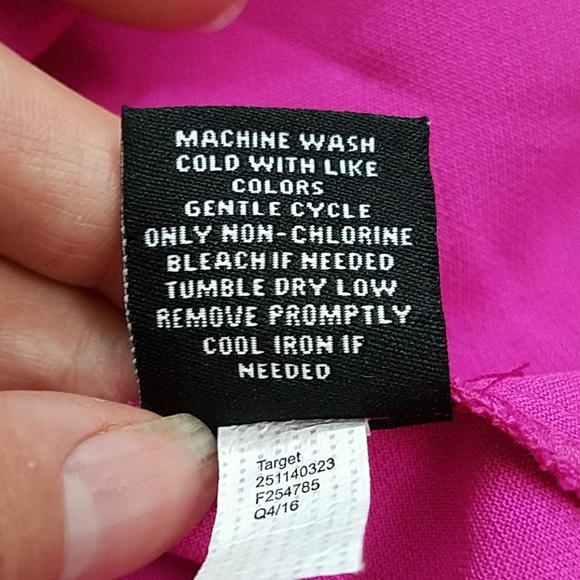 MACHINE WASH
COLD WITH LIKE
COLORS
GENTLE CYCLE
ONLY NON-CHLORINE
BLEACH IF NEEDED
TUMBLE DRY LOW
REMOVE PROMPTLY
COOL IRON IF
NEEDED
Target
251140323
F254785
Q4/16